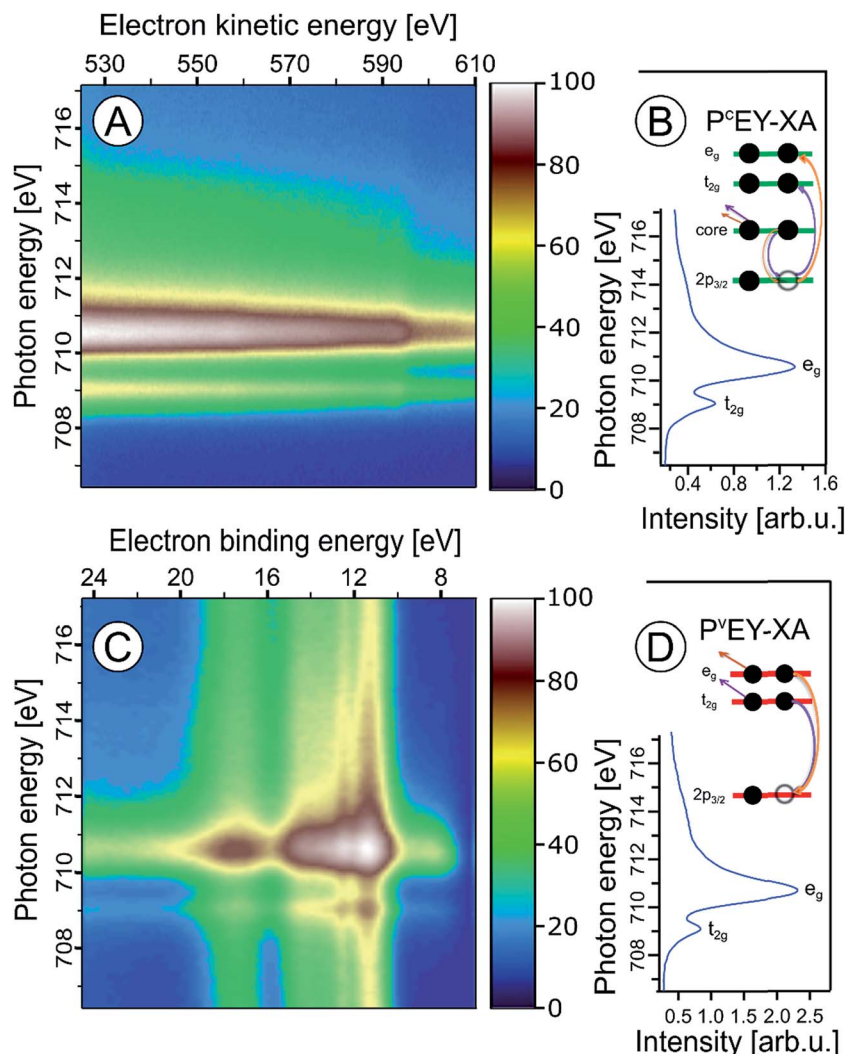 Electron kinetic energy [eV]
530 550 570 590 610
A
716
714
712
710
708
Photon energy [eV]
100
80
60
40
20
0
B
PᶜEY-XA
e_g
t_2g
core
2p_3/2
716
714
712
710
708
Photon energy [eV]
e_g
t_2g
0.4 0.8 1.2 1.6
Intensity [arb.u.]
Electron binding energy [eV]
24 20 16 12 8
C
716
714
712
710
708
Photon energy [eV]
100
80
60
40
20
0
D
PᵛEY-XA
e_g
t_2g
2p_3/2
716
714
712
710
708
Photon energy [eV]
e_g
t_2g
0.5 1.0 1.5 2.0 2.5
Intensity [arb.u.]